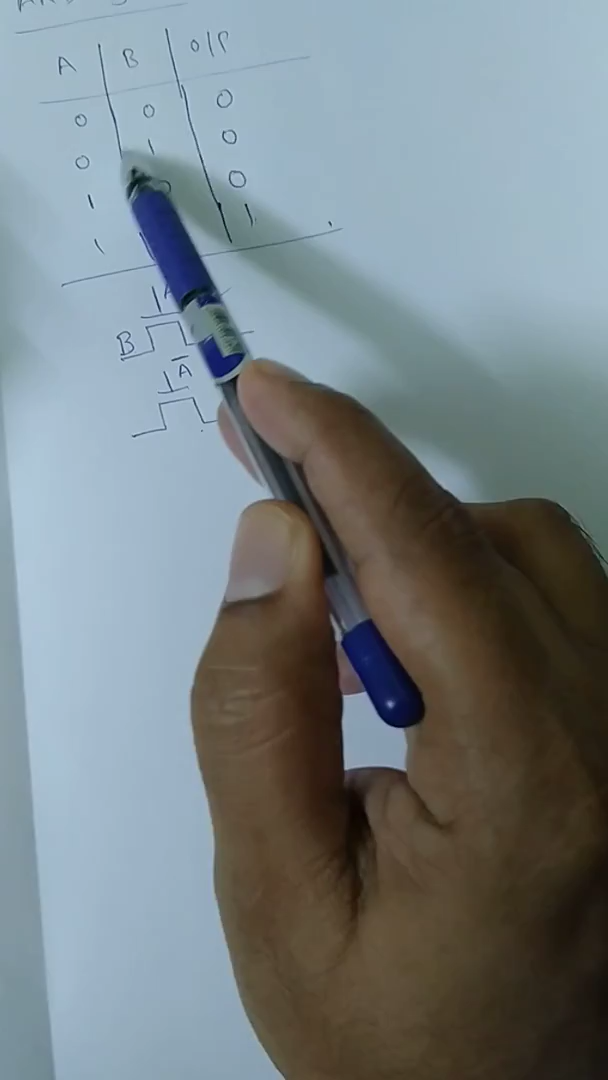 A B O/P
0 0 0
0 1 0
1 0 0
1 1 1
A
B
A̅